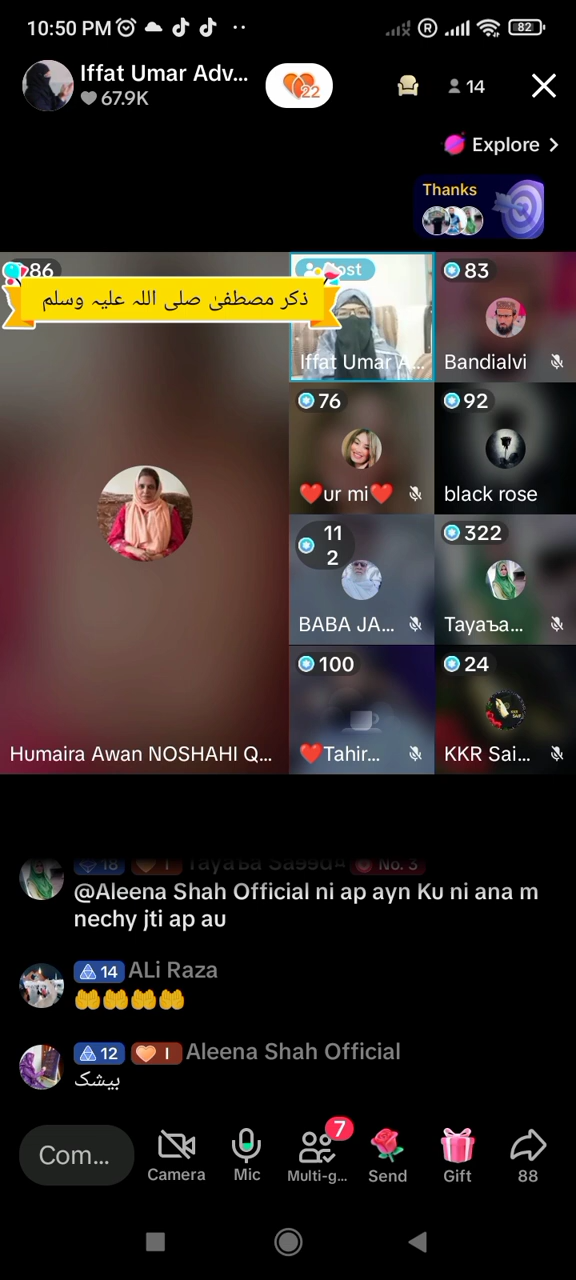 10:50 PM
82
Iffat Umar Adv...
67.9K
22
14
Explore
Thanks
86
ذکر مصطفیٰ صلی اللہ علیہ وسلم
Iffat Umar A...
83
Bandialvi
76
❤️ur mi❤️
92
black rose
11
2
BABA JA...
322
Tayaъa...
100
❤️Tahir...
24
KKR Sai...
Humaira Awan NOSHAHI Q...
18
I
No. 3
@Aleena Shah Official ni ap ayn Ku ni ana m
nechy jti ap au
14 ALi Raza
🤲🤲🤲🤲
12 I Aleena Shah Official
بیشک
Com...
Camera
Mic
7
Multi-g...
Send
Gift
88